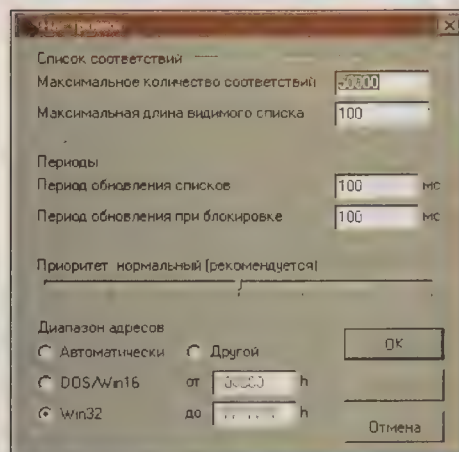 Список соответствий
Максимальное количество соответствий
Максимальная длина видимого списка 100
Периоды
Период обновления списков 100 мс
Период обновления при блокировке 100 мс
Приоритет нормальный (рекомендуется)
Диапазон адресов
Автоматически Другой
DOS/Win16 от h
Win32 до h
OK
Отмена